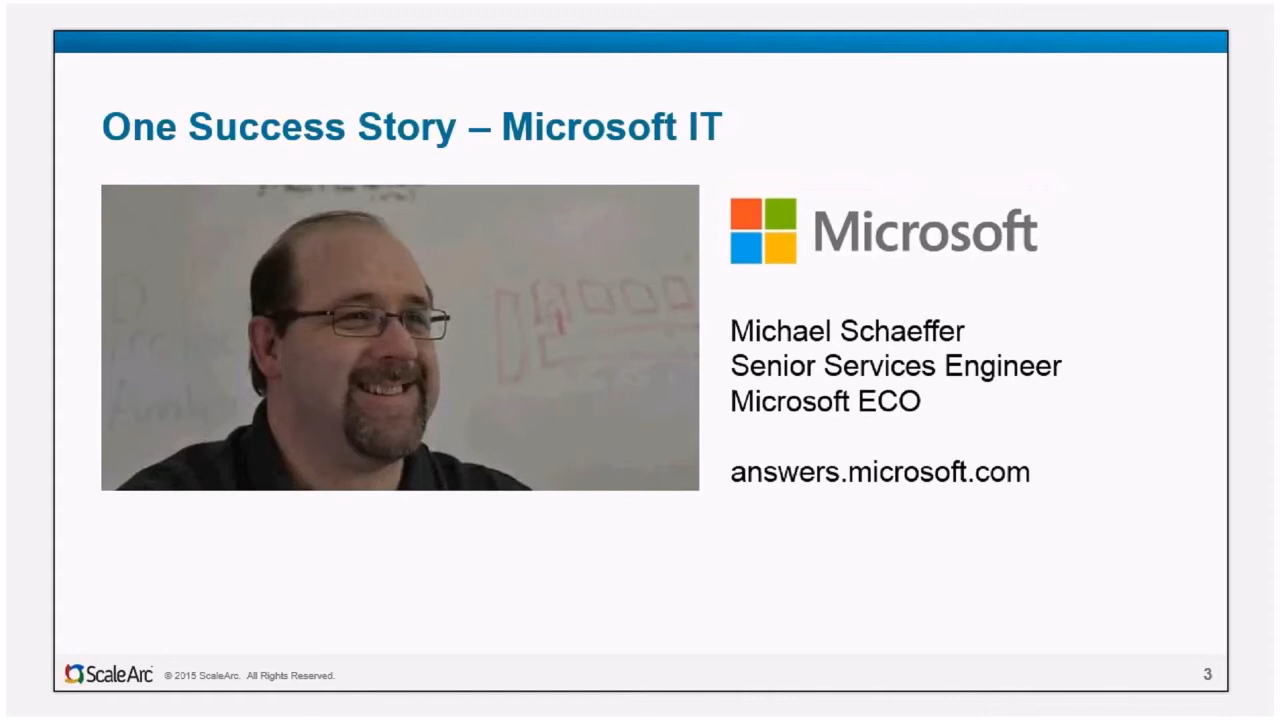 One Success Story – Microsoft IT
Microsoft
Michael Schaeffer
Senior Services Engineer
Microsoft ECO
answers.microsoft.com
ScaleArc © 2015 ScaleArc. All Rights Reserved.
3